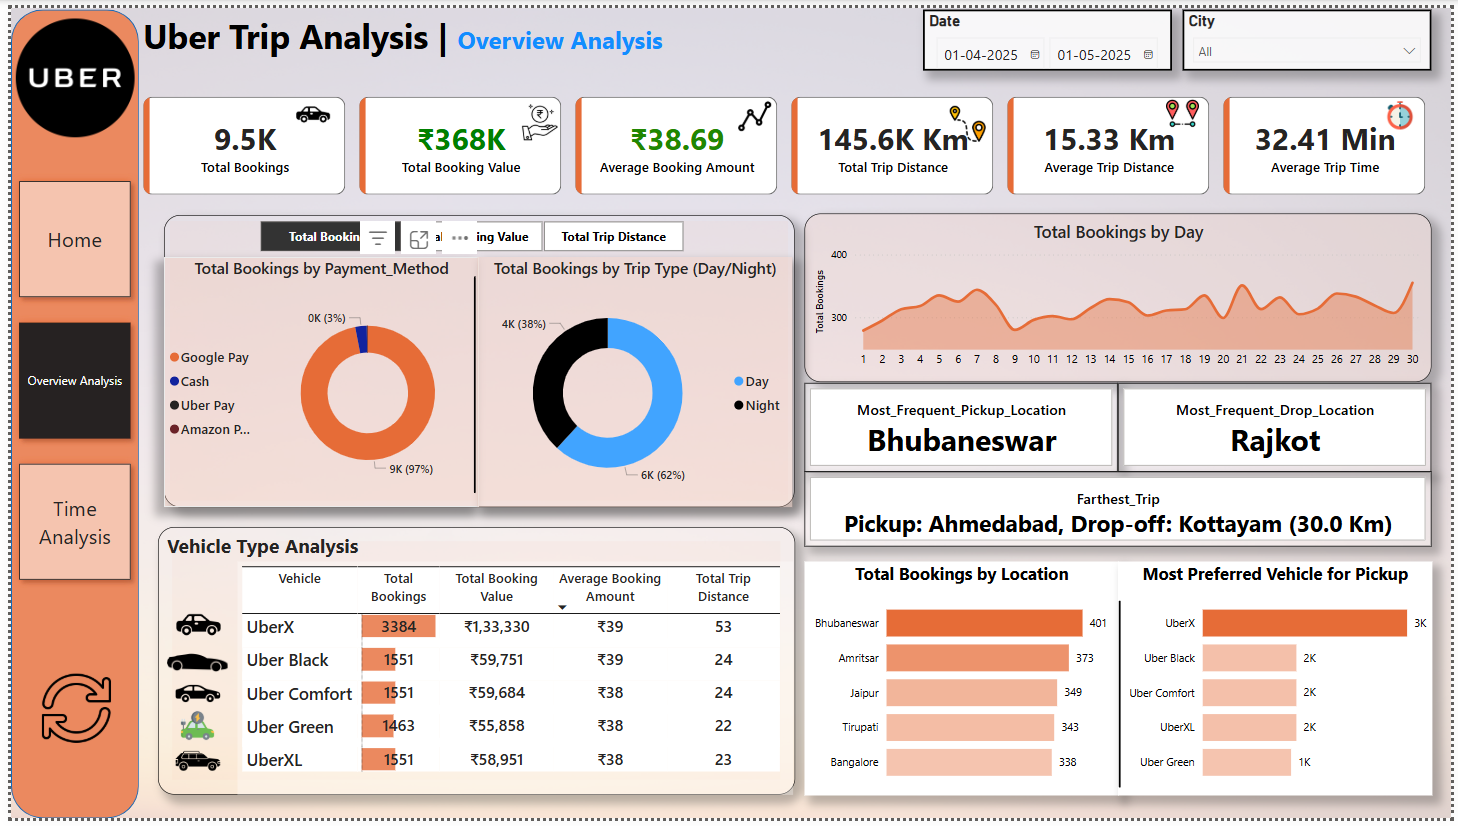 UBER
Uber Trip Analysis | Overview Analysis
Date
01-04-2025
01-05-2025
City
All
Home
Overview Analysis
Time
Analysis
9.5K
Total Bookings
₹368K
Total Booking Value
₹38.69
Average Booking Amount
145.6K Km
Total Trip Distance
15.33 Km
Average Trip Distance
32.41 Min
Average Trip Time
Total
ing Value
Total Trip Distance
Total Bookings by Payment_Method
0K (3%)
9K (97%)
Google Pay
Cash
Uber Pay
Amazon P...
Total Bookings by Trip Type (Day/Night)
4K (38%)
6K (62%)
Day
Night
Total Bookings by Day
Total Bookings
400
300
1 2 3 4 5 6 7 8 9 10 11 12 13 14 15 16 17 18 19 20 21 22 23 24 25 26 27 28 29 30
Most_Frequent_Pickup_Location
Bhubaneswar
Most_Frequent_Drop_Location
Rajkot
Farthest_Trip
Pickup: Ahmedabad, Drop-off: Kottayam (30.0 Km)
Vehicle Type Analysis
Vehicle Total Bookings Total Booking Value Average Booking Amount Total Trip Distance
UberX 3384 ₹1,33,330 ₹39 53
Uber Black 1551 ₹59,751 ₹39 24
Uber Comfort 1551 ₹59,684 ₹38 24
Uber Green 1463 ₹55,858 ₹38 22
UberXL 1551 ₹58,951 ₹38 23
Total Bookings by Location
Bhubaneswar 401
Amritsar 373
Jaipur 349
Tirupati 343
Bangalore 338
Most Preferred Vehicle for Pickup
UberX 3K
Uber Black 2K
Uber Comfort 2K
UberXL 2K
Uber Green 1K